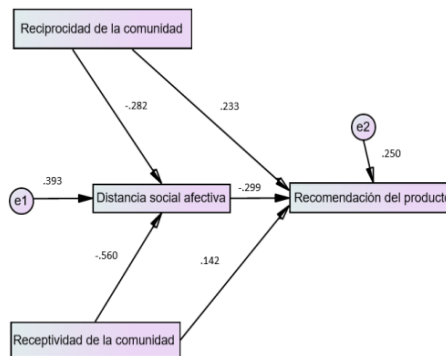 Reciprocidad de la comunidad
-.282
.233
e2
.250
.393
e1
Distancia social afectiva
-.299
Recomendación del producto
-.560
.142
Receptividad de la comunidad